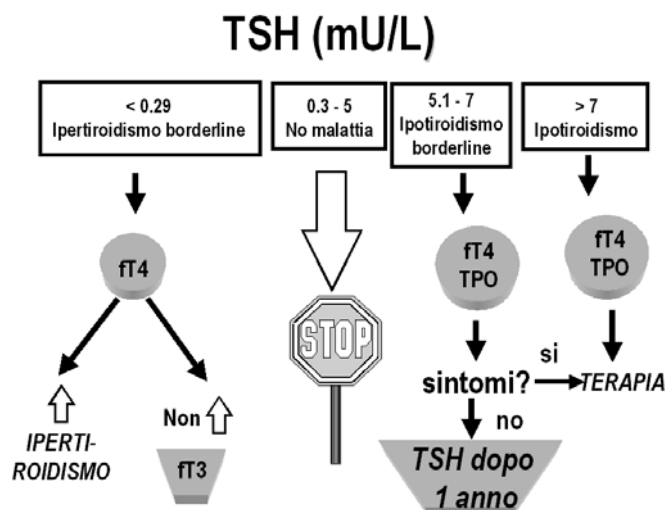 TSH (mU/L)
< 0.29
Ipertiroidismo borderline
0.3 - 5
No malattia
5.1 - 7
Ipotiroidismo
borderline
> 7
Ipotiroidismo
fT4
fT4
TPO
fT4
TPO
STOP
si
sintomi?
TERAPIA
no
IPERTI-
ROIDISMO
Non
fT3
TSH dopo
1 anno